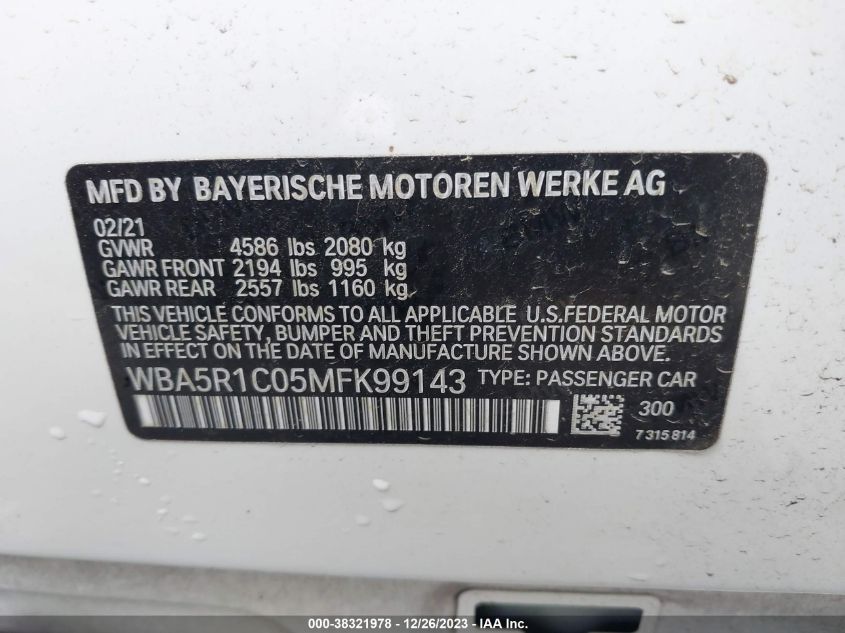 MFD BY BAYERISCHE MOTOREN WERKE AG
02/21
GVWR 4586 lbs 2080 kg
GAWR FRONT 2194 lbs 995 kg
GAWR REAR 2557 lbs 1160 kg
THIS VEHICLE CONFORMS TO ALL APPLICABLE U.S.FEDERAL MOTOR
VEHICLE SAFETY, BUMPER AND THEFT PREVENTION STANDARDS
IN EFFECT ON THE DATE OF MANUFACTURE SHOWN ABOVE.
WBA5R1C05MFK99143 TYPE: PASSENGER CAR
300
7315814
000-38321978 - 12/26/2023 - © IAA Inc.